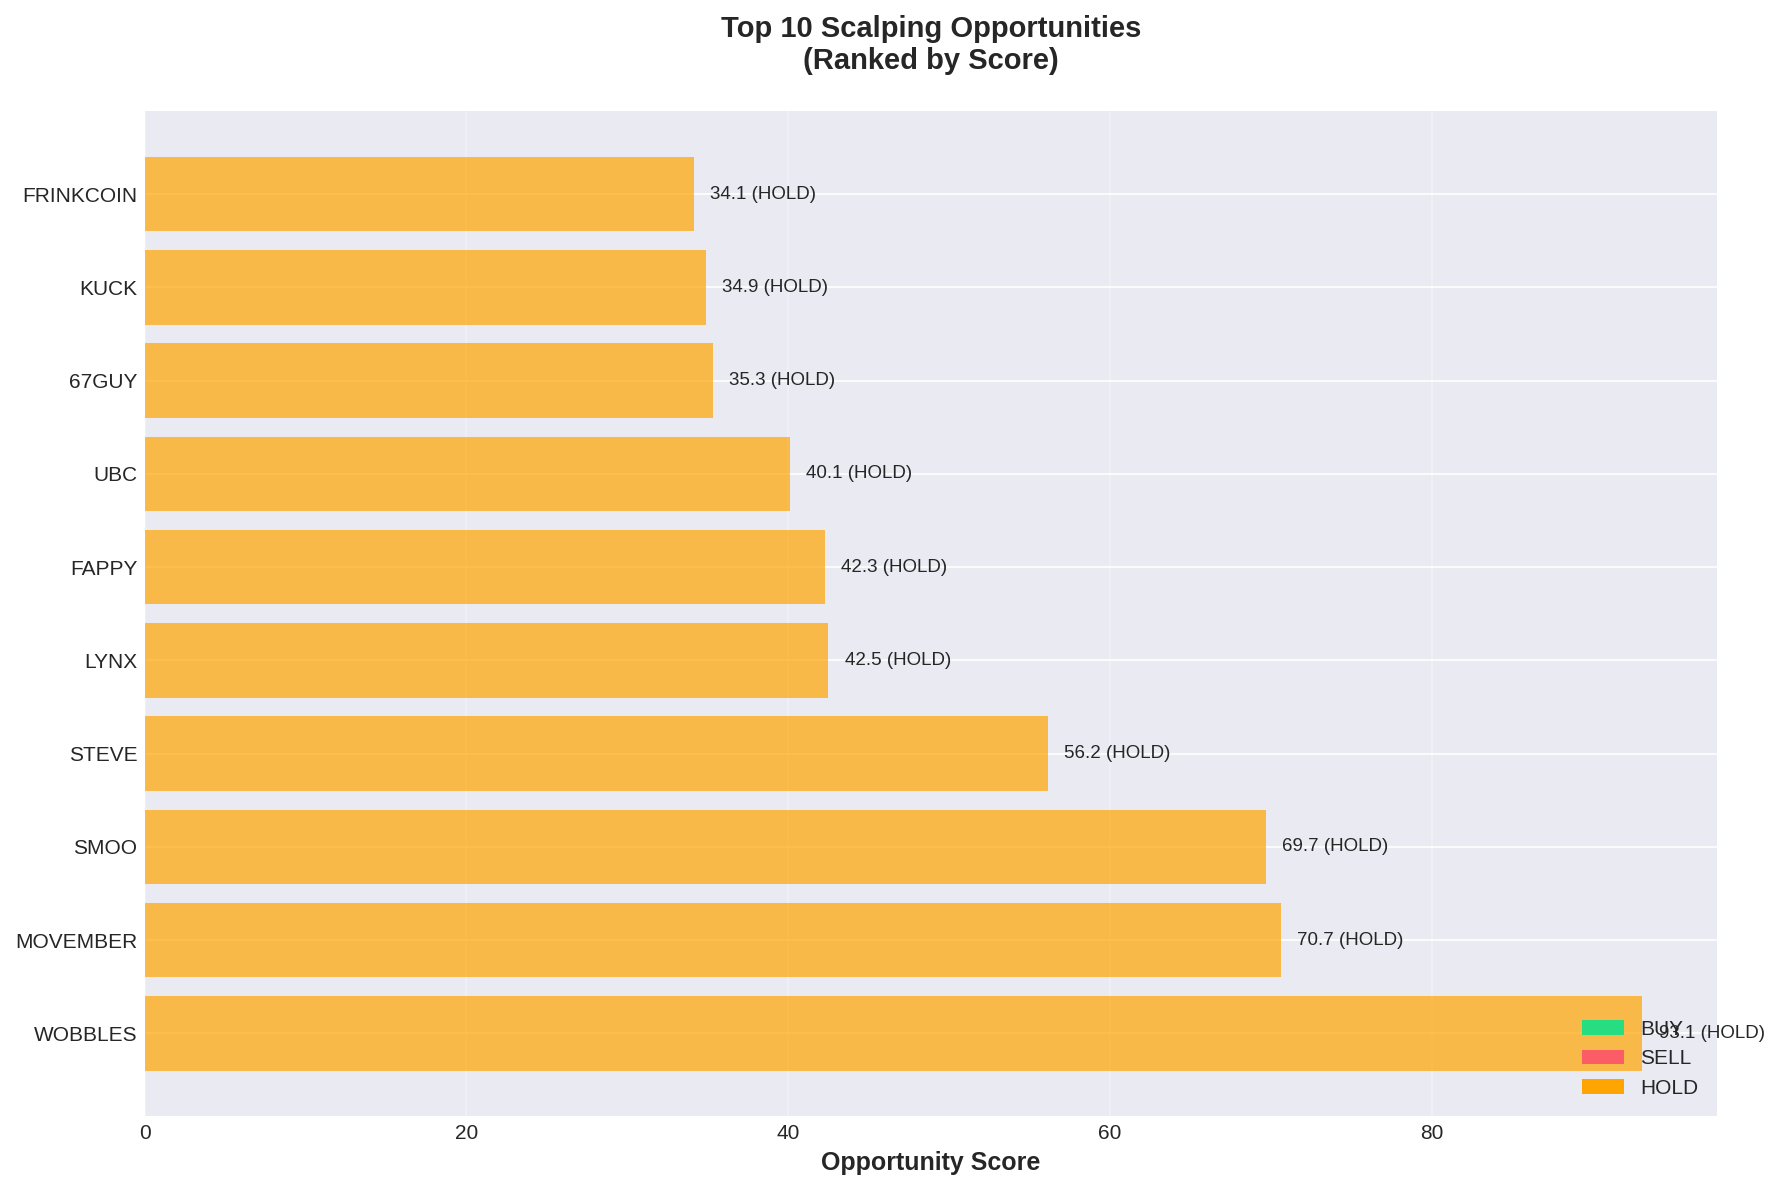 Top 10 Scalping Opportunities
(Ranked by Score)
FRINKCOIN
34.1 (HOLD)
KUCK
34.9 (HOLD)
67GUY
35.3 (HOLD)
UBC
40.1 (HOLD)
FAPPY
42.3 (HOLD)
LYNX
42.5 (HOLD)
STEVE
56.2 (HOLD)
SMOO
69.7 (HOLD)
MOVEMBER
70.7 (HOLD)
WOBBLES
93.1 (HOLD)
BUY
SELL
HOLD
0 20 40 60 80
Opportunity Score